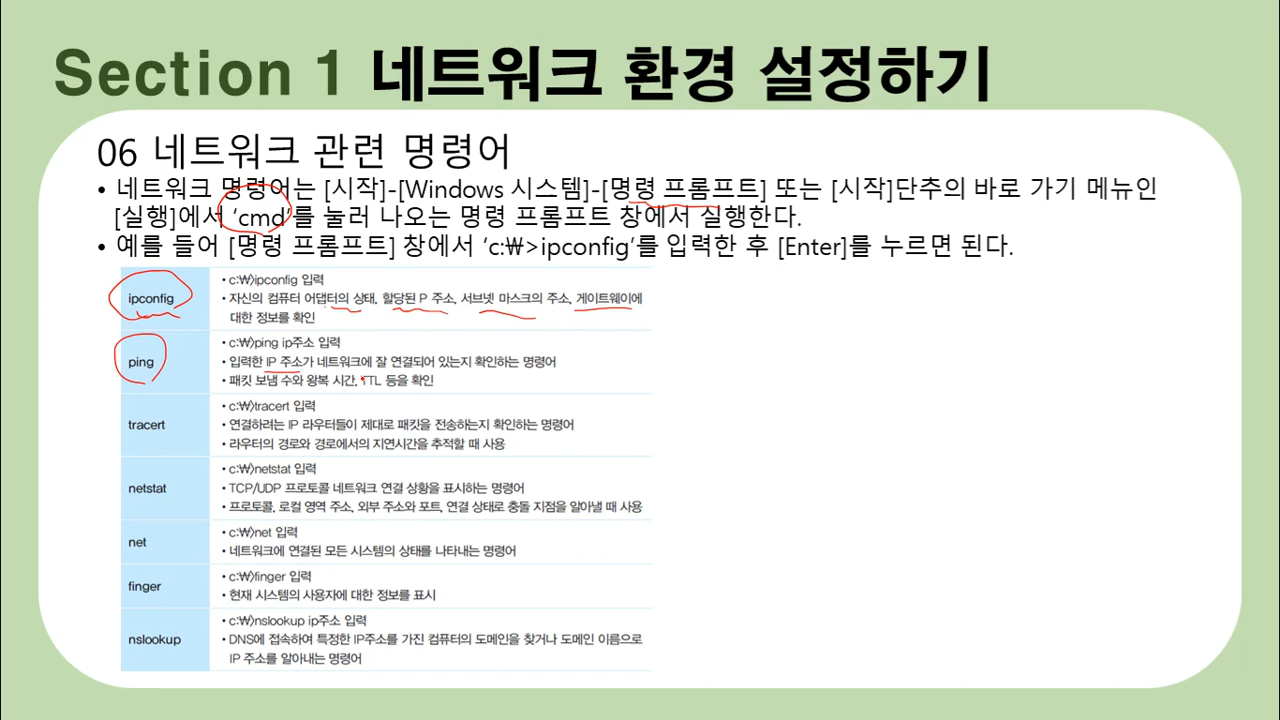 Section 1 네트워크 환경 설정하기
06 네트워크 관련 명령어
• 네트워크 명령어는 [시작]-[Windows 시스템]-[명령 프롬프트] 또는 [시작]단추의 바로 가기 메뉴인
[실행]에서 ‘cmd’를 눌러 나오는 명령 프롬프트 창에서 실행한다.
• 예를 들어 [명령 프롬프트] 창에서 ‘c:₩>ipconfig’를 입력한 후 [Enter]를 누르면 된다.
ipconfig
• c:₩>ipconfig 입력
• 자신의 컴퓨터 어댑터의 상태, 할당된 P 주소, 서브넷 마스크의 주소, 게이트웨이에
대한 정보를 확인
ping
• c:₩>ping ip주소 입력
• 입력한 IP 주소가 네트워크에 잘 연결되어 있는지 확인하는 명령어
• 패킷 보냄 수와 왕복 시간, TTL 등을 확인
tracert
• c:₩>tracert 입력
• 연결하려는 IP 라우터들이 제대로 패킷을 전송하는지 확인하는 명령어
• 라우터의 경로와 경로에서의 지연시간을 추적할 때 사용
netstat
• c:₩>netstat 입력
• TCP/UDP 프로토콜 네트워크 연결 상황을 표시하는 명령어
• 프로토콜, 로컬 영역 주소, 외부 주소와 포트, 연결 상태로 충돌 지점을 알아낼 때 사용
net
• c:₩>net 입력
• 네트워크에 연결된 모든 시스템의 상태를 나타내는 명령어
finger
• c:₩>finger 입력
• 현재 시스템의 사용자에 대한 정보를 표시
nslookup
• c:₩>nslookup ip주소 입력
• DNS에 접속하여 특정한 IP주소를 가진 컴퓨터의 도메인을 찾거나 도메인 이름으로
IP 주소를 알아내는 명령어